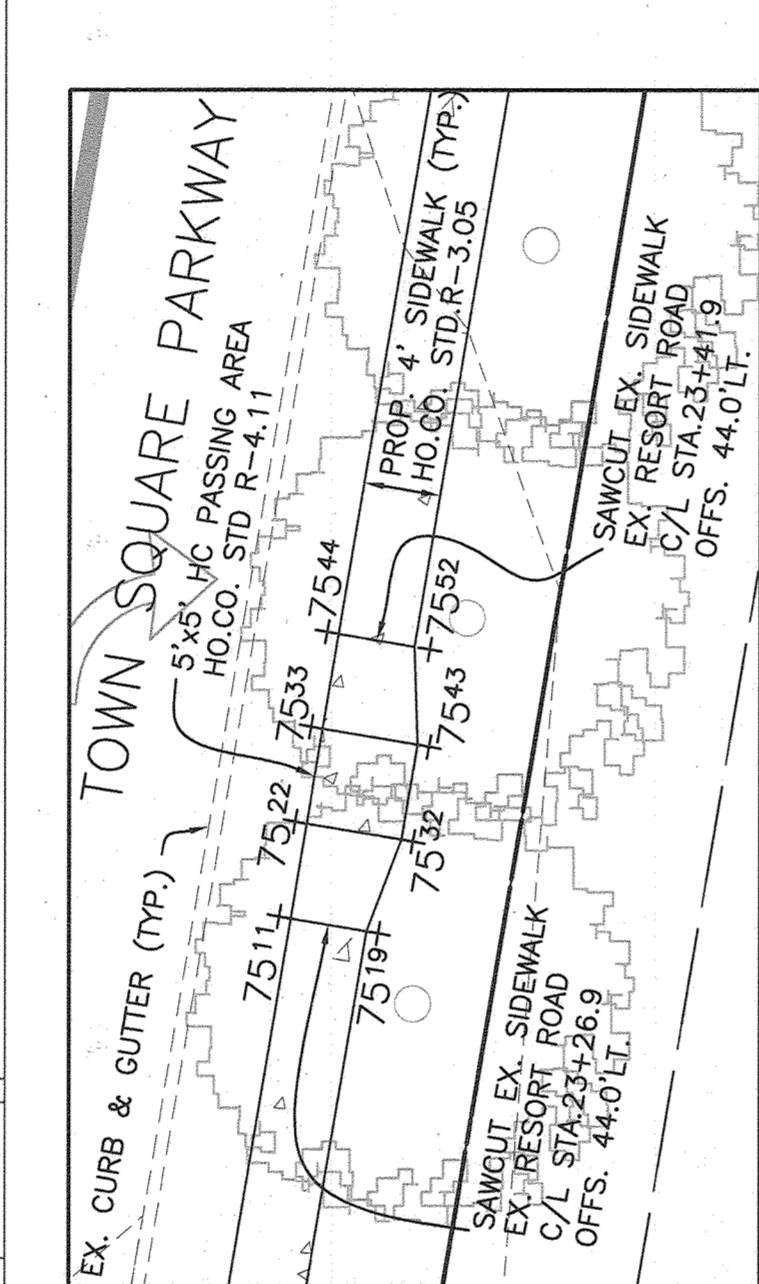 TOWN SQUARE PARKWAY
5'x5' HC PASSING AREA
HO.CO. STD R-4.11
PROP. 4' SIDEWALK (TYP.)
HO.CO. STD.R-3.05
SAWCUT EX. SIDEWALK
EX. RESORT ROAD
C/L STA.23+41.9
OFFS. 44.0'LT.
7544
7552
7533
7543
7522
7532
7511
7519
EX. CURB & GUTTER (TYP.)
SAWCUT EX. SIDEWALK
EX. RESORT ROAD
C/L STA.23+26.9
OFFS. 44.0'LT.